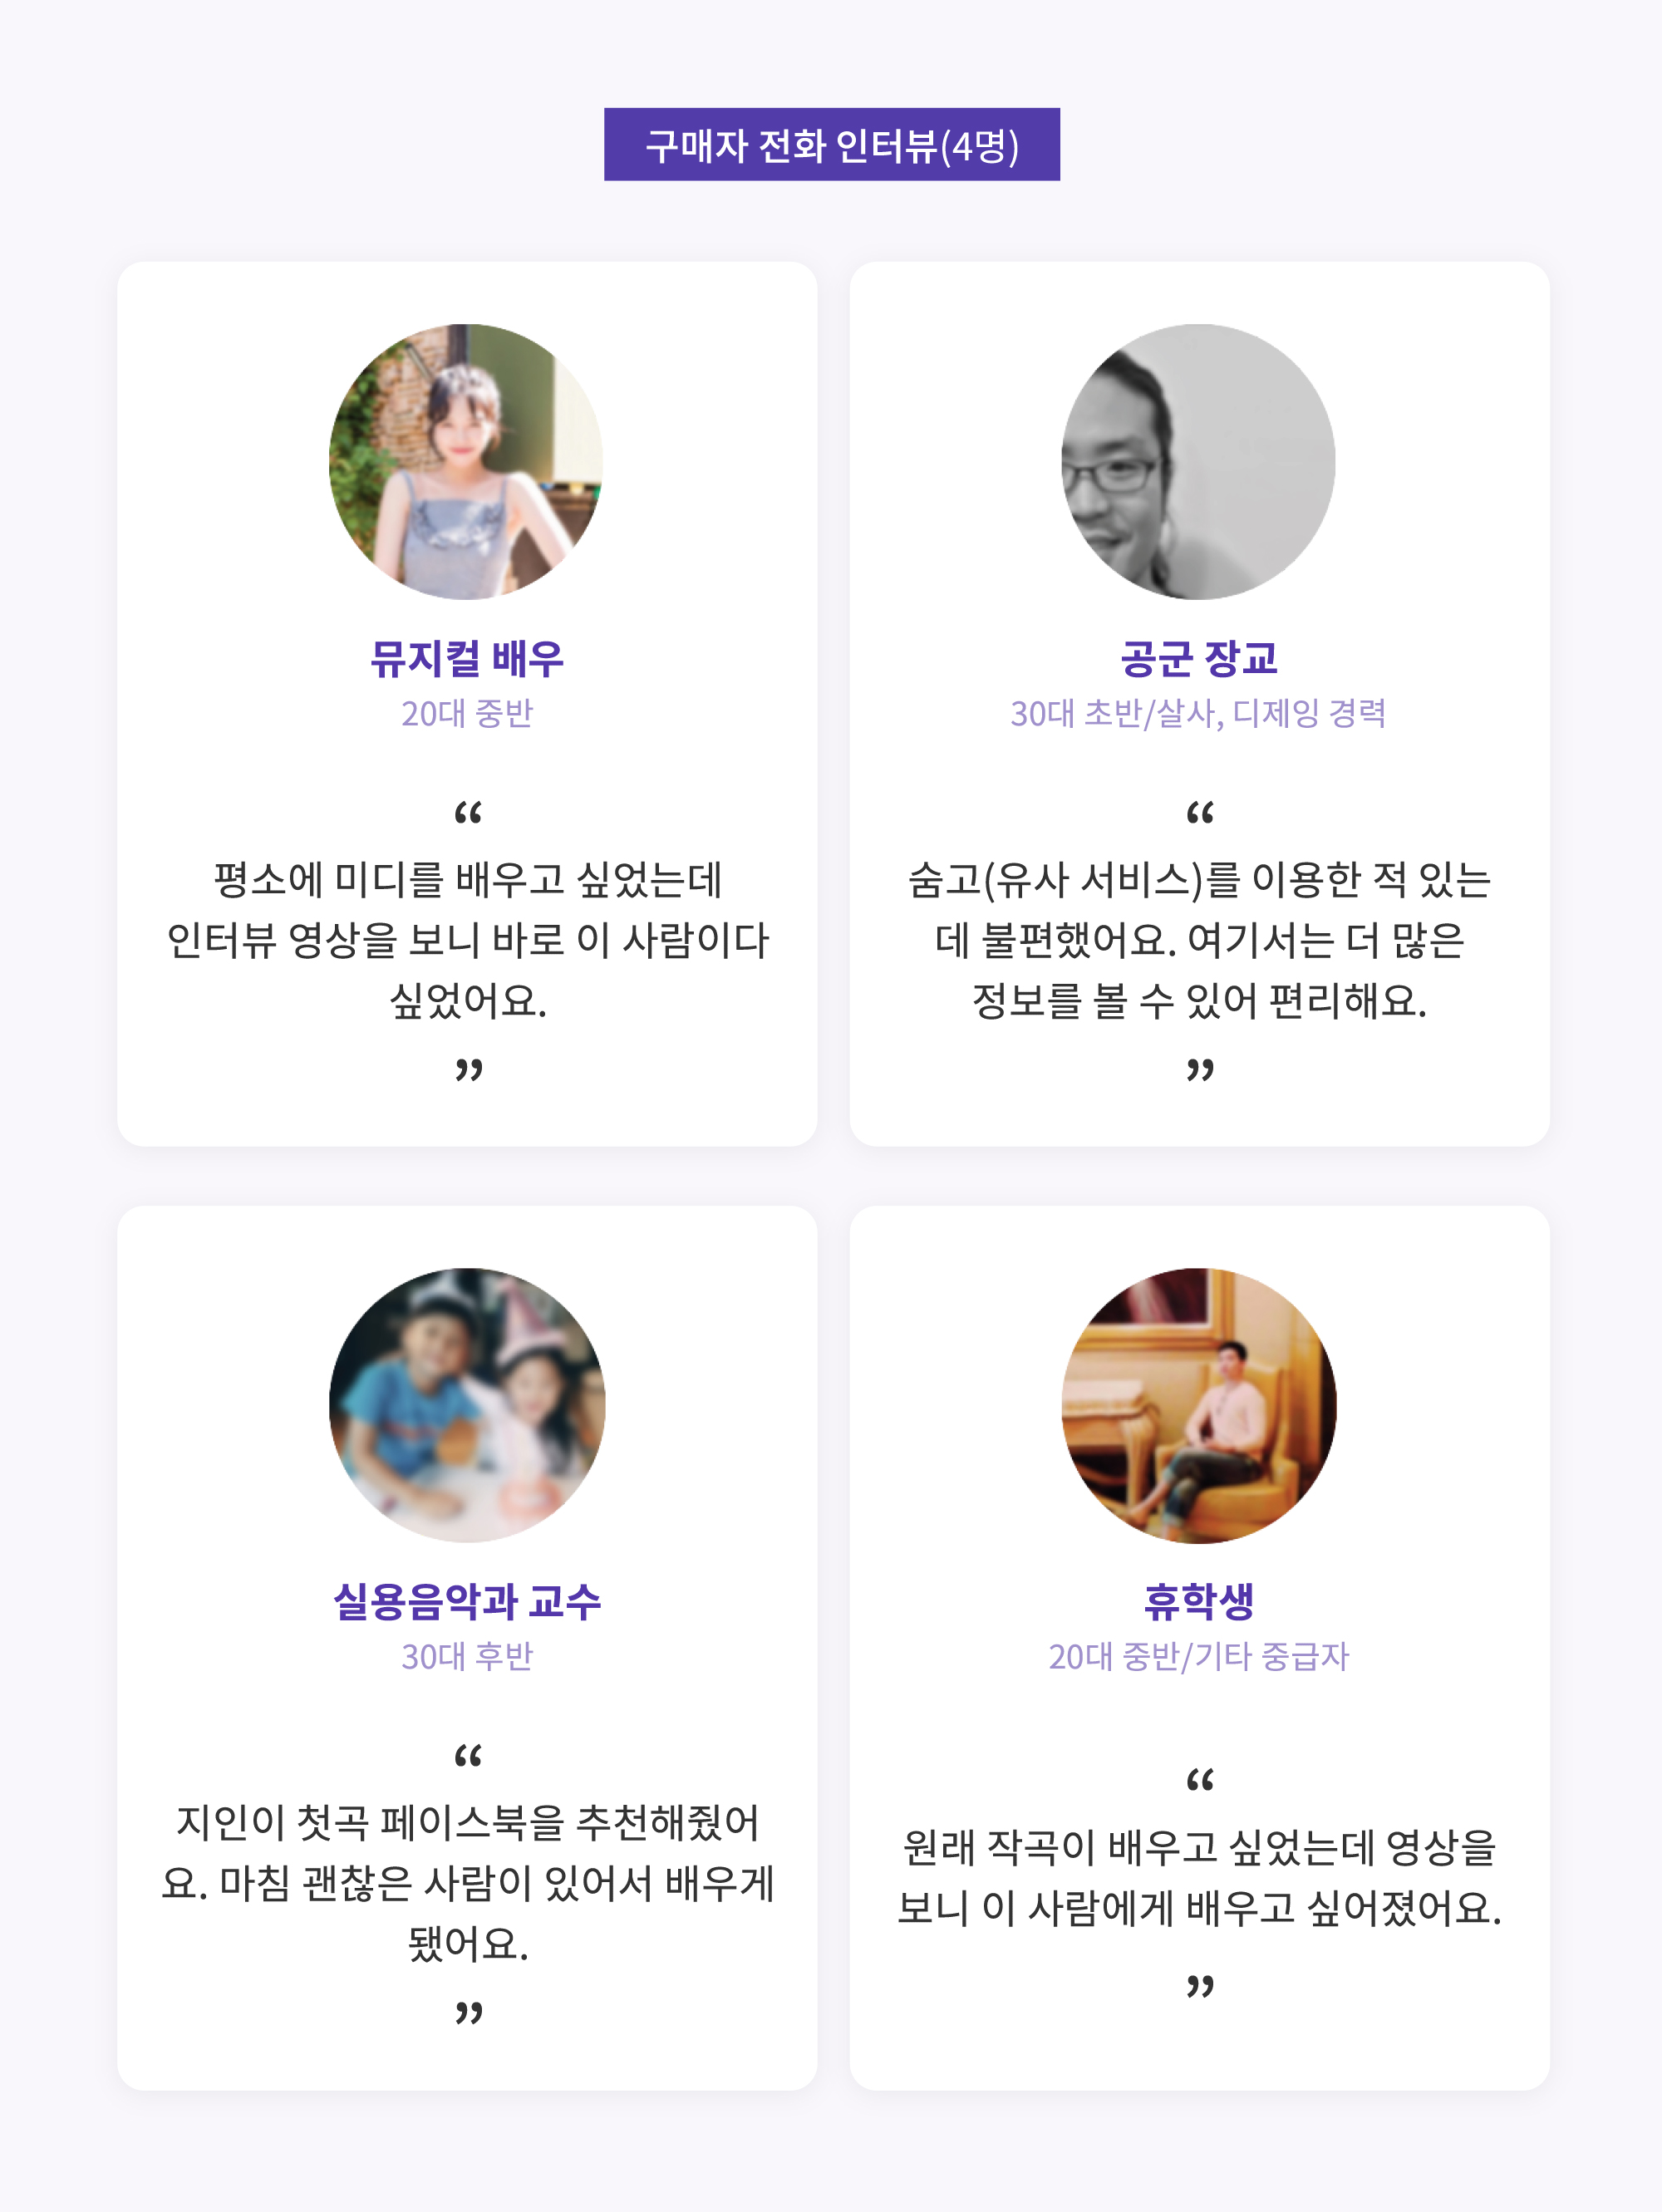 구매자 전화 인터뷰(4명)
뮤지컬 배우
20대 중반
“
평소에 미디를 배우고 싶었는데
인터뷰 영상을 보니 바로 이 사람이다
싶었어요.
”
공군 장교
30대 초반/살사, 디제잉 경력
“
숨고(유사 서비스)를 이용한 적 있는
데 불편했어요. 여기서는 더 많은
정보를 볼 수 있어 편리해요.
”
실용음악과 교수
30대 후반
“
지인이 첫곡 페이스북을 추천해줬어
요. 마침 괜찮은 사람이 있어서 배우게
됐어요.
”
휴학생
20대 중반/기타 중급자
“
원래 작곡이 배우고 싶었는데 영상을
보니 이 사람에게 배우고 싶어졌어요.
”